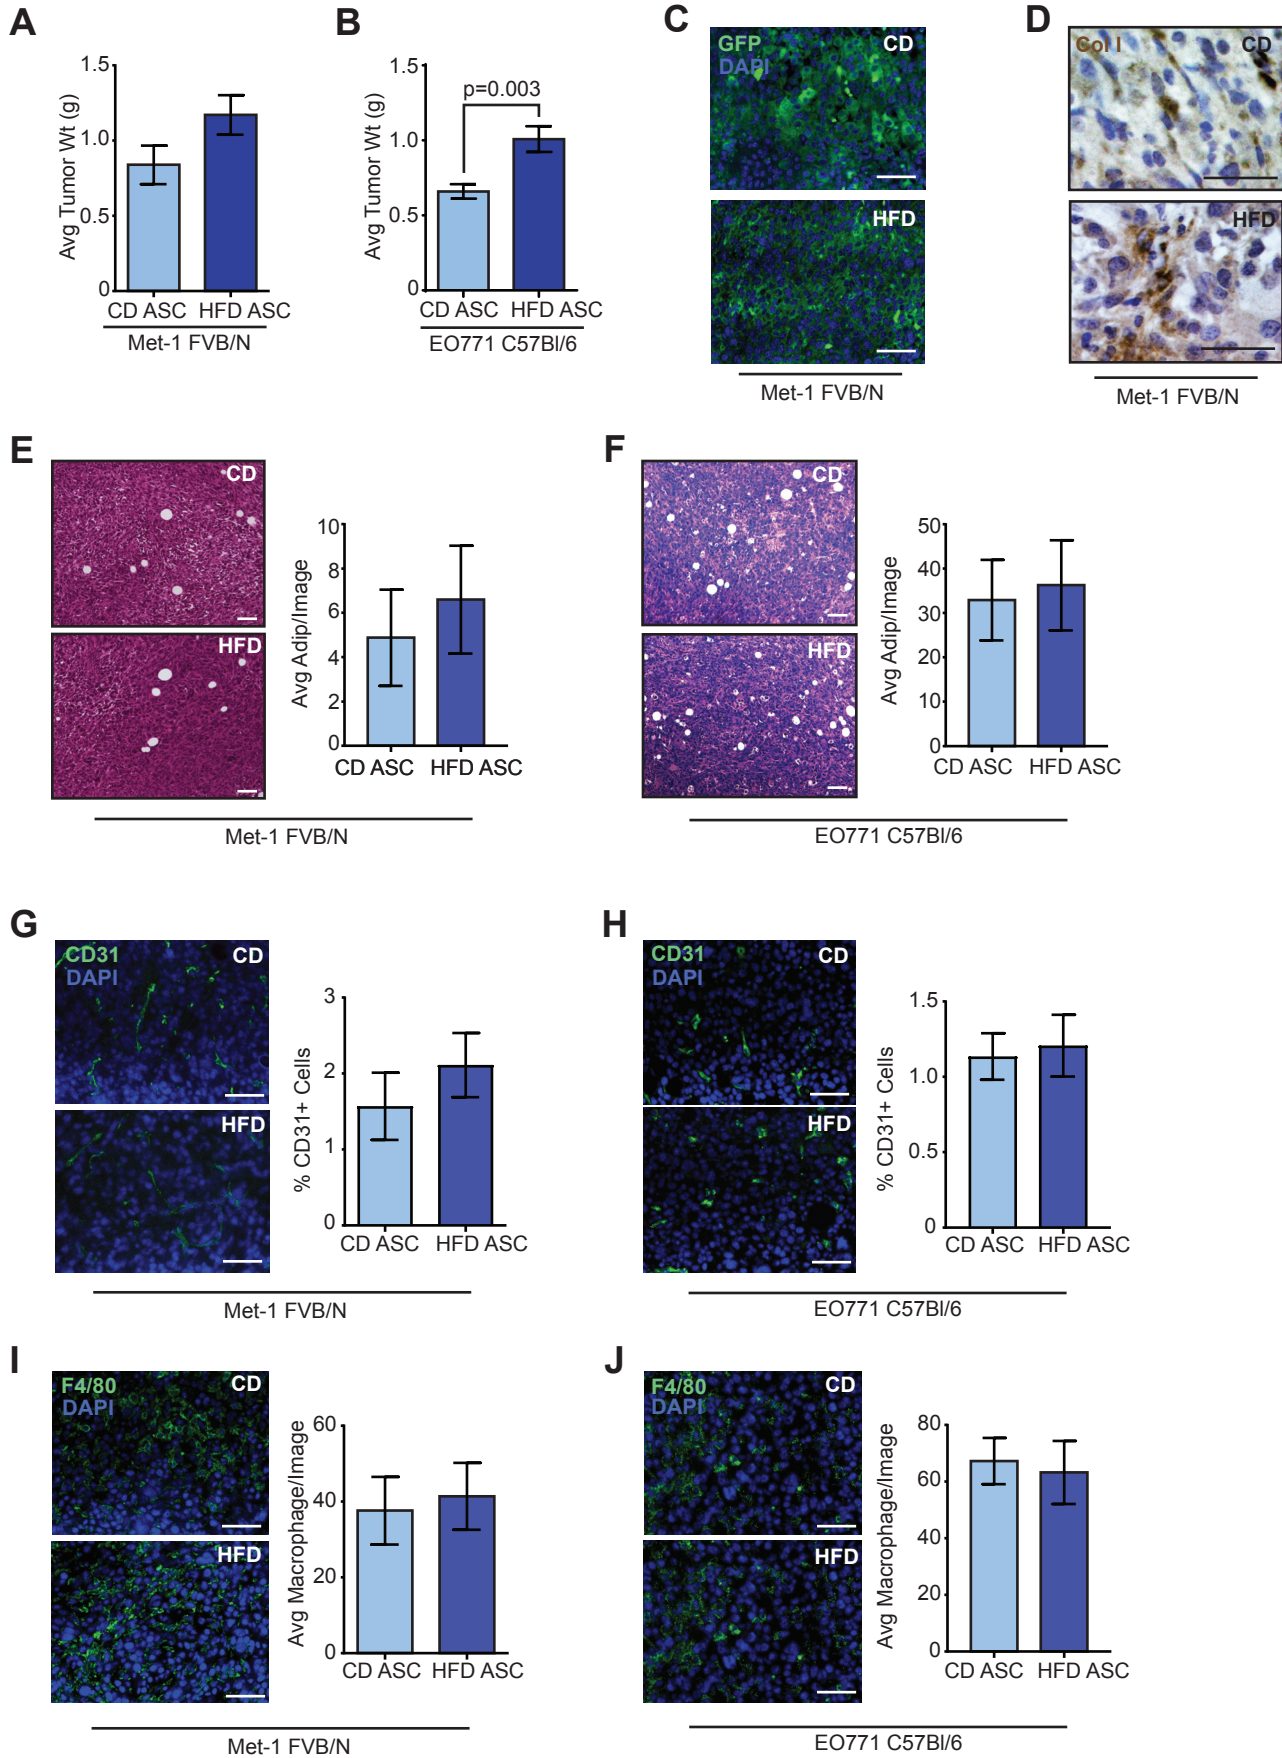 A
Avg Tumor Wt (g)
1.5
1.0
0.5
0
CD ASC HFD ASC
Met-1 FVB/N
B
Avg Tumor Wt (g)
1.5
1.0
0.5
0
p=0.003
CD ASC HFD ASC
EO771 C57Bl/6
C
GFP
DAPI
CD
HFD
Met-1 FVB/N
D
Col I
CD
HFD
Met-1 FVB/N
E
CD
HFD
Avg Adip/Image
10
8
6
4
2
0
CD ASC HFD ASC
Met-1 FVB/N
F
CD
HFD
Avg Adip/Image
50
40
30
20
10
0
CD ASC HFD ASC
EO771 C57Bl/6
G
CD31
DAPI
CD
HFD
% CD31+ Cells
3
2
1
0
CD ASC HFD ASC
Met-1 FVB/N
H
CD31
DAPI
CD
HFD
% CD31+ Cells
1.5
1.0
0.5
0
CD ASC HFD ASC
EO771 C57Bl/6
I
F4/80
DAPI
CD
HFD
Avg Macrophage/Image
60
40
20
0
CD ASC HFD ASC
Met-1 FVB/N
J
F4/80
DAPI
CD
HFD
Avg Macrophage/Image
80
60
40
20
0
CD ASC HFD ASC
EO771 C57Bl/6